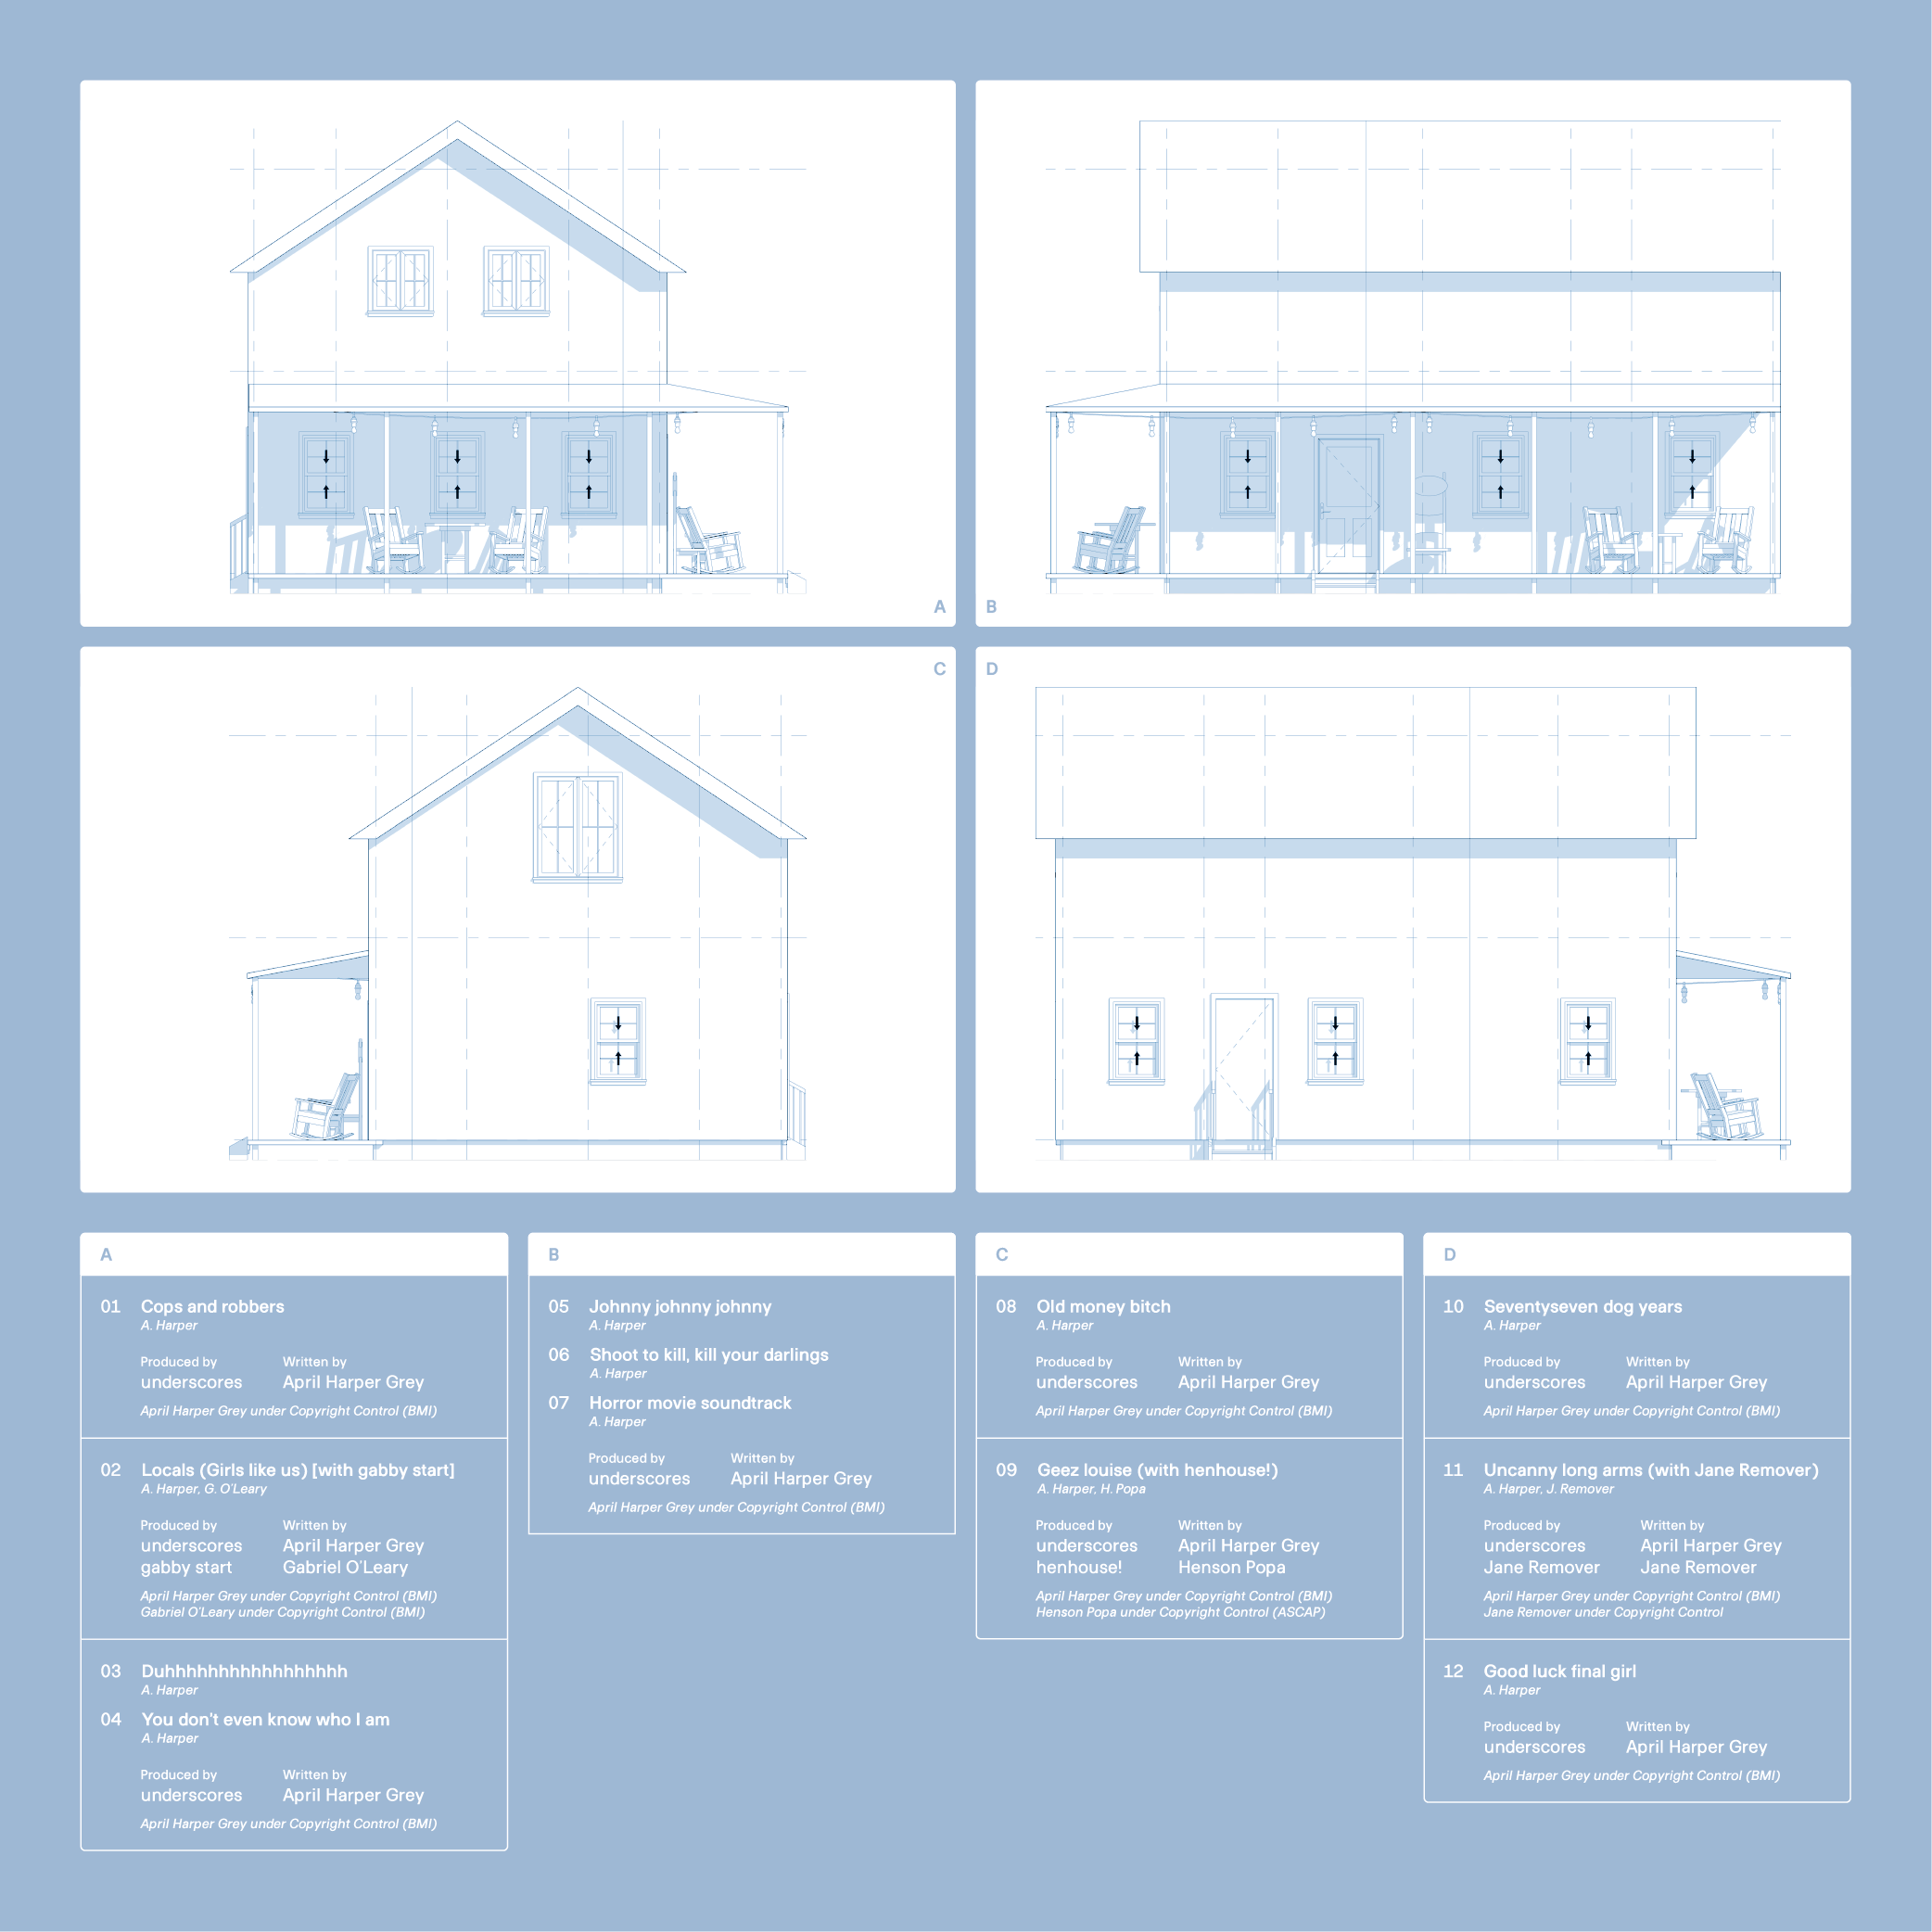 A
B
C
D
A
01 Cops and robbers
A. Harper
Produced by Written by
underscores April Harper Grey
April Harper Grey under Copyright Control (BMI)
02 Locals (Girls like us) [with gabby start]
A. Harper, G. O'Leary
Produced by Written by
underscores April Harper Grey
gabby start Gabriel O'Leary
April Harper Grey under Copyright Control (BMI)
Gabriel O'Leary under Copyright Control (BMI)
03 Duhhhhhhhhhhhhhhhhh
A. Harper
04 You don't even know who I am
A. Harper
Produced by Written by
underscores April Harper Grey
April Harper Grey under Copyright Control (BMI)
B
05 Johnny johnny johnny
A. Harper
06 Shoot to kill, kill your darlings
A. Harper
07 Horror movie soundtrack
A. Harper
Produced by Written by
underscores April Harper Grey
April Harper Grey under Copyright Control (BMI)
C
08 Old money bitch
A. Harper
Produced by Written by
underscores April Harper Grey
April Harper Grey under Copyright Control (BMI)
09 Geez louise (with henhouse!)
A. Harper, H. Popa
Produced by Written by
underscores April Harper Grey
henhouse! Henson Popa
April Harper Grey under Copyright Control (BMI)
Henson Popa under Copyright Control (ASCAP)
D
10 Seventyseven dog years
A. Harper
Produced by Written by
underscores April Harper Grey
April Harper Grey under Copyright Control (BMI)
11 Uncanny long arms (with Jane Remover)
A. Harper, J. Remover
Produced by Written by
underscores April Harper Grey
Jane Remover Jane Remover
April Harper Grey under Copyright Control (BMI)
Jane Remover under Copyright Control
12 Good luck final girl
A. Harper
Produced by Written by
underscores April Harper Grey
April Harper Grey under Copyright Control (BMI)